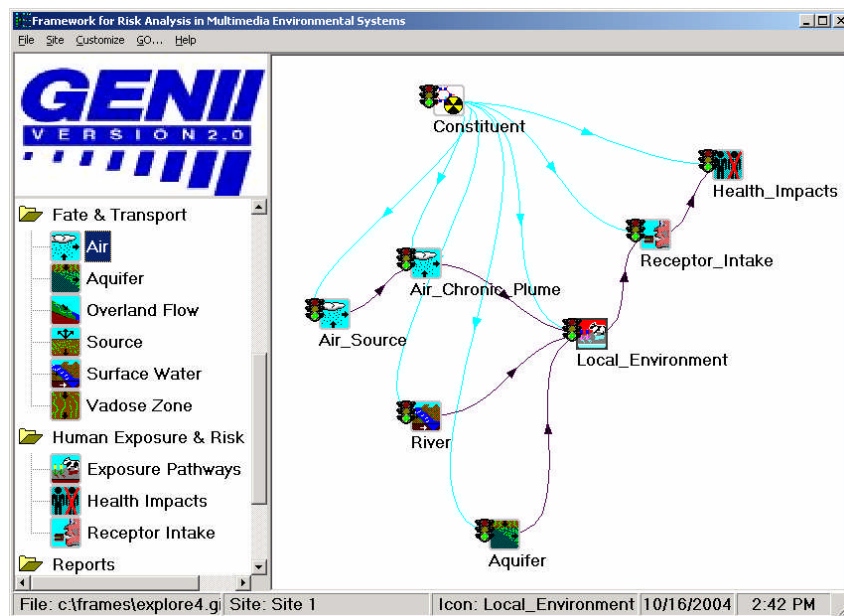 Framework for Risk Analysis in Multimedia Environmental Systems
File Site Customize GO... Help
GENII
VERSION 2.0
Fate & Transport
Air
Aquifer
Overland Flow
Source
Surface Water
Vadose Zone
Human Exposure & Risk
Exposure Pathways
Health Impacts
Receptor Intake
Reports
Constituent
Health_Impacts
Receptor_Intake
Air_Chronic_Plume
Air_Source
Local_Environment
River
Aquifer
File: c:\frames\explore4.gi Site: Site 1 Icon: Local_Environment 10/16/2004 2:42 PM